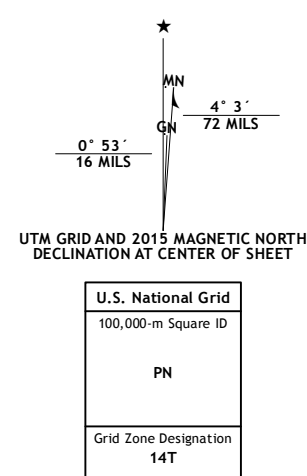 ★
MN
GN
4° 3´
72 MILS
0° 53´
16 MILS
UTM GRID AND 2015 MAGNETIC NORTH
DECLINATION AT CENTER OF SHEET
U.S. National Grid
100,000-m Square ID
PN
Grid Zone Designation
14T